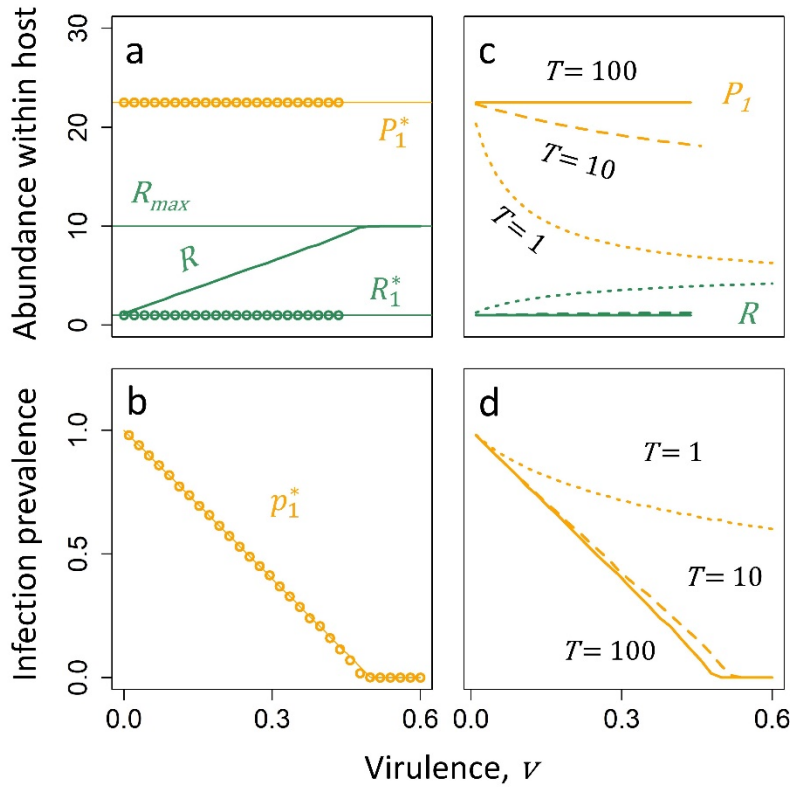 Abundance within host
30
20
10
0
a
P₁*
R_max
R
R₁*
c
T = 100
P₁
T = 10
T = 1
R
Infection prevalence
1.0
0.5
0.0
b
p₁*
d
T = 1
T = 10
T = 100
0.0 0.3 0.6
0.0 0.3 0.6
Virulence, v